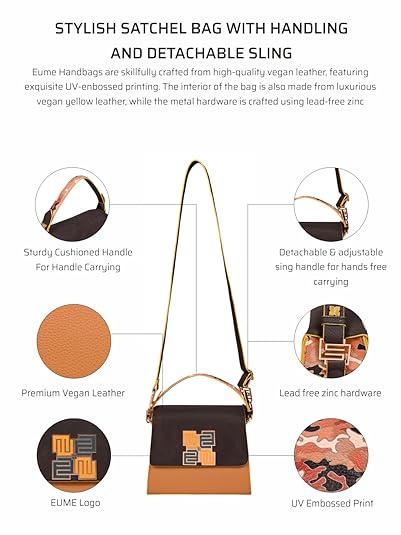 STYLISH SATCHEL BAG WITH HANDLING
AND DETACHABLE SLING
Eume Handbags are skillfully crafted from high-quality vegan leather, featuring
exquisite UV-enbossed printing. The interior of the bag is also made from luxurious
vegan yellow leather, while the metal hardware is crafted using lead-free zinc
Sturdy Cushioned Handle
For Handle Carrying
Detachable & adjustable
sing handle for hands free
carrying
Premium Vegan Leather
Lead free zinc hardware
EUME Logo
UV Embossed Print